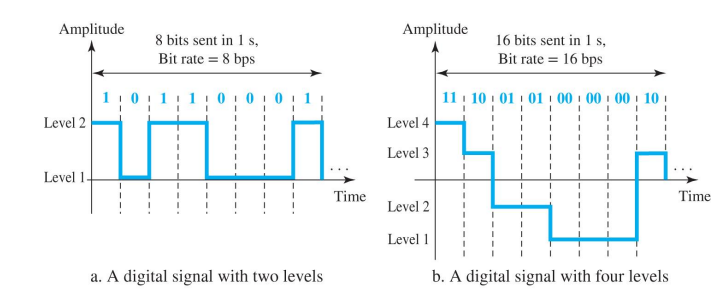 Amplitude
8 bits sent in 1 s,
Bit rate = 8 bps
1 0 1 1 0 0 0 1
Level 2
Level 1
...
Time
a. A digital signal with two levels
Amplitude
16 bits sent in 1 s,
Bit rate = 16 bps
11 10 01 01 00 00 00 10
Level 4
Level 3
...
Time
Level 2
Level 1
b. A digital signal with four levels